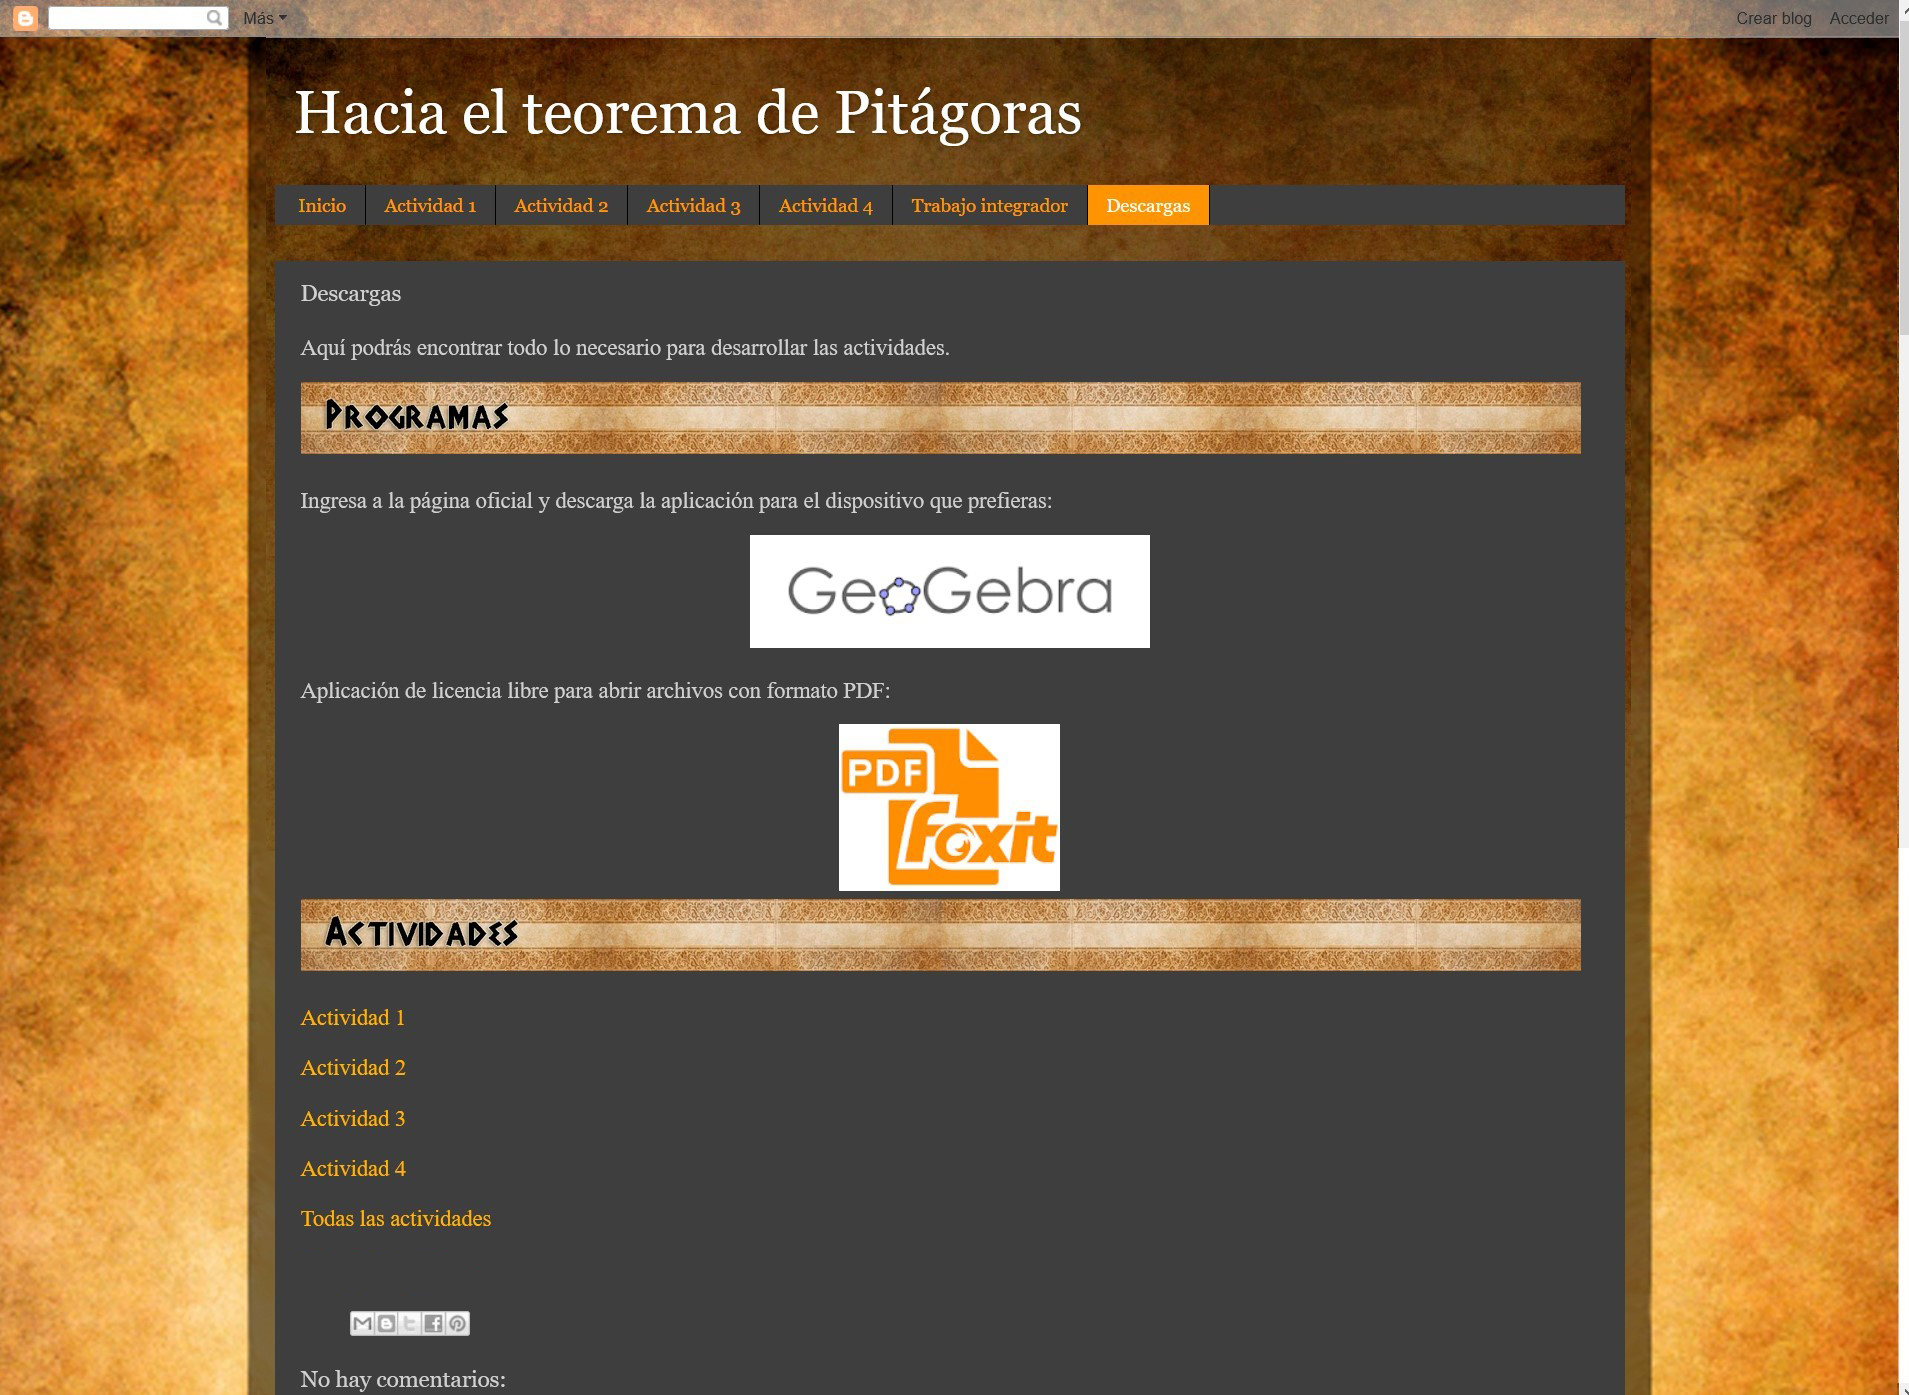 Más
Crear blog Acceder
Hacia el teorema de Pitágoras
Inicio Actividad 1 Actividad 2 Actividad 3 Actividad 4 Trabajo integrador Descargas
Descargas
Aquí podrás encontrar todo lo necesario para desarrollar las actividades.
PROGRAMAS
Ingresa a la página oficial y descarga la aplicación para el dispositivo que prefieras:
GeoGebra
Aplicación de licencia libre para abrir archivos con formato PDF:
PDF
foxit
ACTIVIDADES
Actividad 1
Actividad 2
Actividad 3
Actividad 4
Todas las actividades
No hay comentarios: